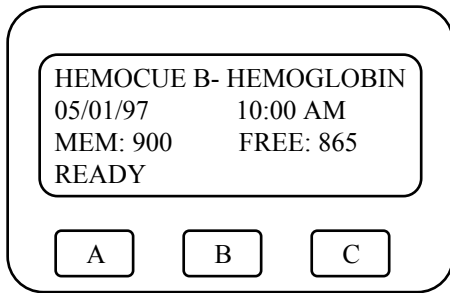 HEMOCUE B- HEMOGLOBIN
05/01/97 10:00 AM
MEM: 900 FREE: 865
READY
A B C